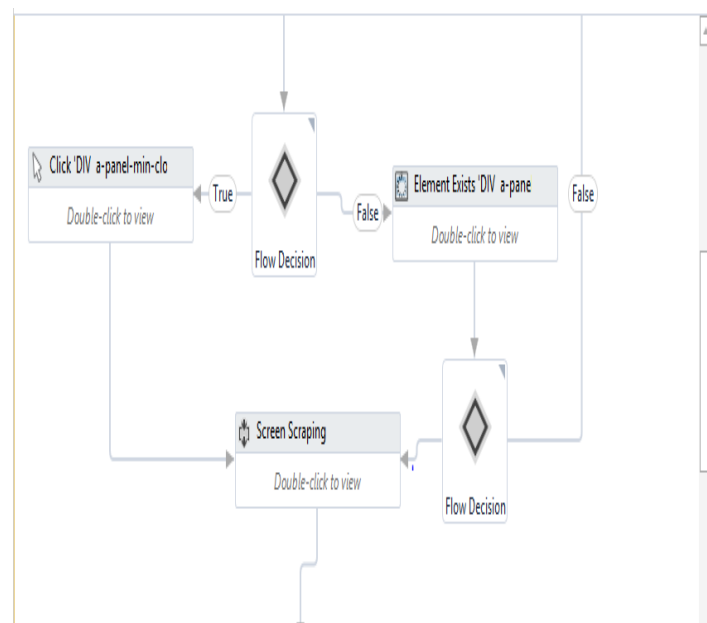 Click 'DIV a-panel-min-clo
Double-click to view
True
Flow Decision
False
Element Exists 'DIV a-pane
Double-click to view
False
Screen Scraping
Double-click to view
Flow Decision